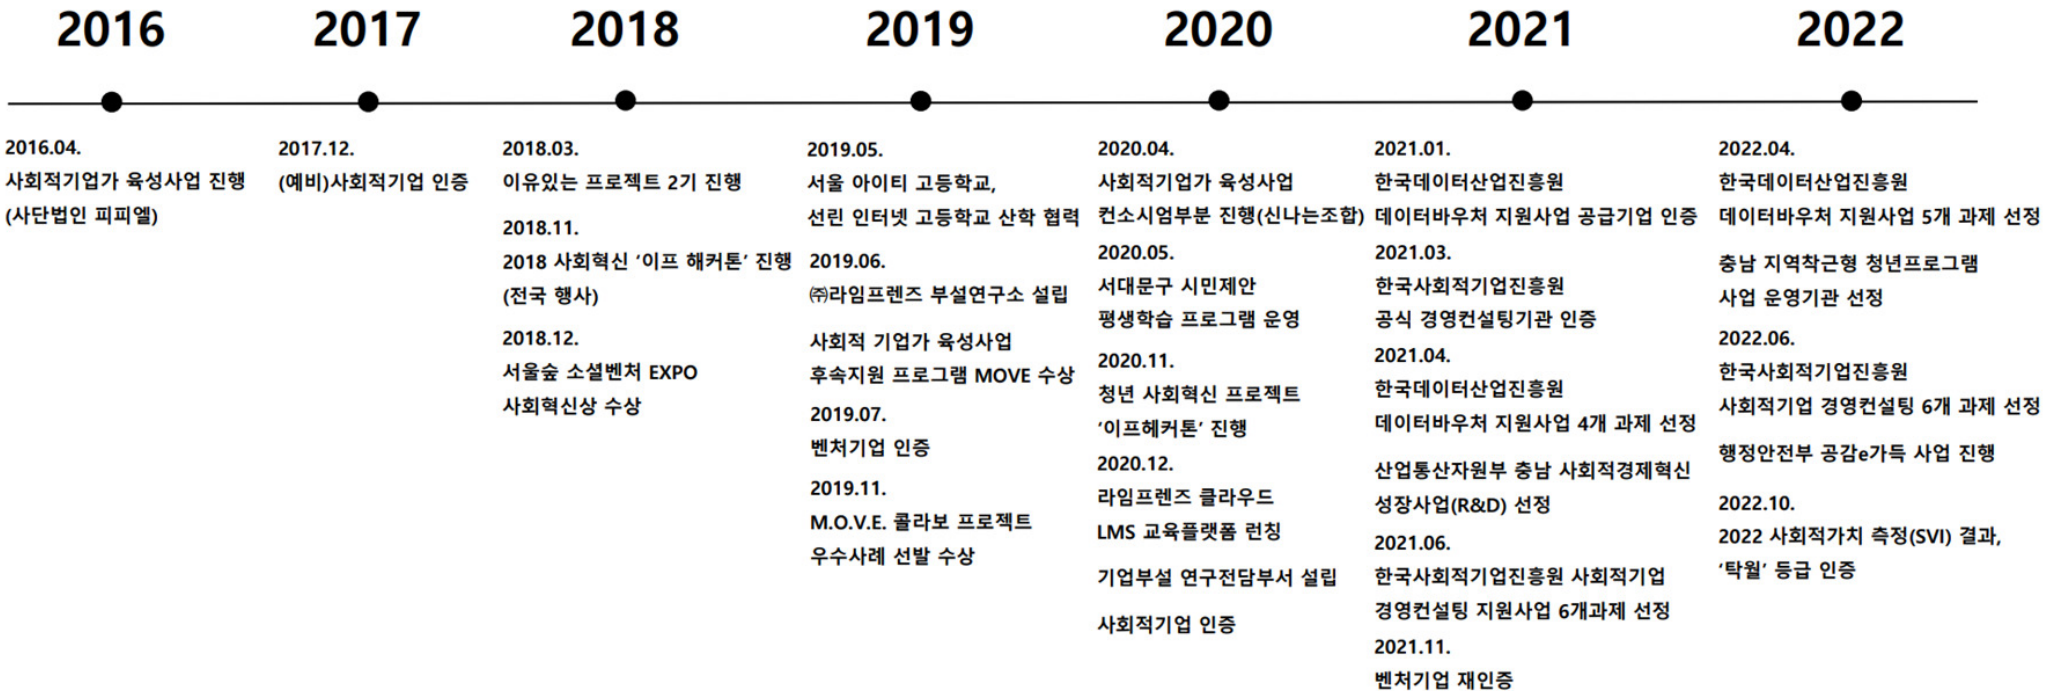 2016
2017
2018
2019
2020
2021
2022
2016.04.
사회적기업가 육성사업 진행
(사단법인 피피엘)
2017.12.
(예비)사회적기업 인증
2018.03.
이유있는 프로젝트 2기 진행
2018.11.
2018 사회혁신 ‘이프 해커톤’ 진행
(전국 행사)
2018.12.
서울숲 소셜벤처 EXPO
사회혁신상 수상
2019.05.
서울 아이티 고등학교,
선린 인터넷 고등학교 산학 협력
2019.06.
㈜라임프렌즈 부설연구소 설립
사회적 기업가 육성사업
후속지원 프로그램 MOVE 수상
2019.07.
벤처기업 인증
2019.11.
M.O.V.E. 콜라보 프로젝트
우수사례 선발 수상
2020.04.
사회적기업가 육성사업
컨소시엄부분 진행(신나는조합)
2020.05.
서대문구 시민제안
평생학습 프로그램 운영
2020.11.
청년 사회혁신 프로젝트
‘이프헤커톤’ 진행
2020.12.
라임프렌즈 클라우드
LMS 교육플랫폼 런칭
기업부설 연구전담부서 설립
사회적기업 인증
2021.01.
한국데이터산업진흥원
데이터바우처 지원사업 공급기업 인증
2021.03.
한국사회적기업진흥원
공식 경영컨설팅기관 인증
2021.04.
한국데이터산업진흥원
데이터바우처 지원사업 4개 과제 선정
산업통산자원부 충남 사회적경제혁신
성장사업(R&D) 선정
2021.06.
한국사회적기업진흥원 사회적기업
경영컨설팅 지원사업 6개과제 선정
2021.11.
벤처기업 재인증
2022.04.
한국데이터산업진흥원
데이터바우처 지원사업 5개 과제 선정
충남 지역착근형 청년프로그램
사업 운영기관 선정
2022.06.
한국사회적기업진흥원
사회적기업 경영컨설팅 6개 과제 선정
행정안전부 공감e가득 사업 진행
2022.10.
2022 사회적가치 측정(SVI) 결과,
‘탁월’ 등급 인증